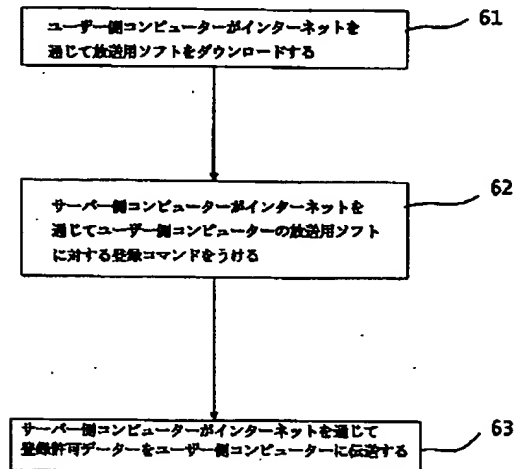 ユーザー側コンピューターがインターネットを
通じて放送用ソフトをダウンロードする
61
サーバー側コンピューターがインターネットを
通じてユーザー側コンピューターの放送用ソフト
に対する登録コマンドをうける
62
サーバー側コンピューターがインターネットを通じて
登録許可データーをユーザー側コンピューターに伝送する
63